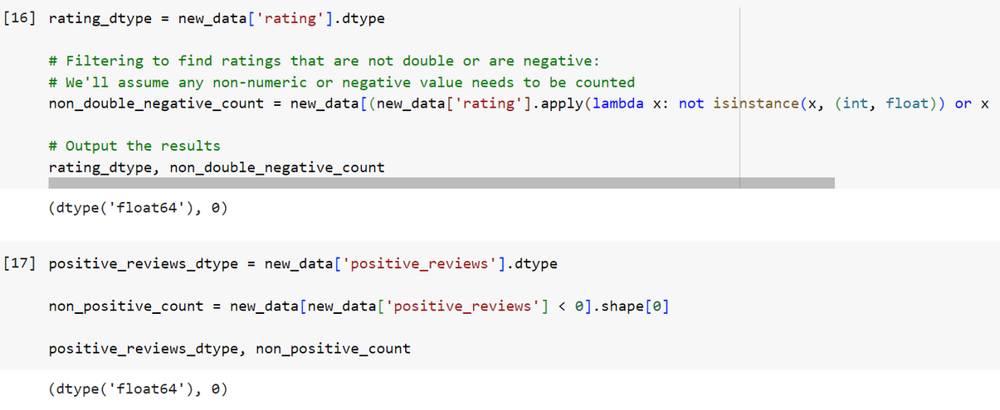 [16] rating_dtype = new_data['rating'].dtype
# Filtering to find ratings that are not double or are negative:
# We'll assume any non-numeric or negative value needs to be counted
non_double_negative_count = new_data[(new_data['rating'].apply(lambda x: not isinstance(x, (int, float)) or x
# Output the results
rating_dtype, non_double_negative_count
(dtype('float64'), 0)
[17] positive_reviews_dtype = new_data['positive_reviews'].dtype
non_positive_count = new_data[new_data['positive_reviews'] < 0].shape[0]
positive_reviews_dtype, non_positive_count
(dtype('float64'), 0)